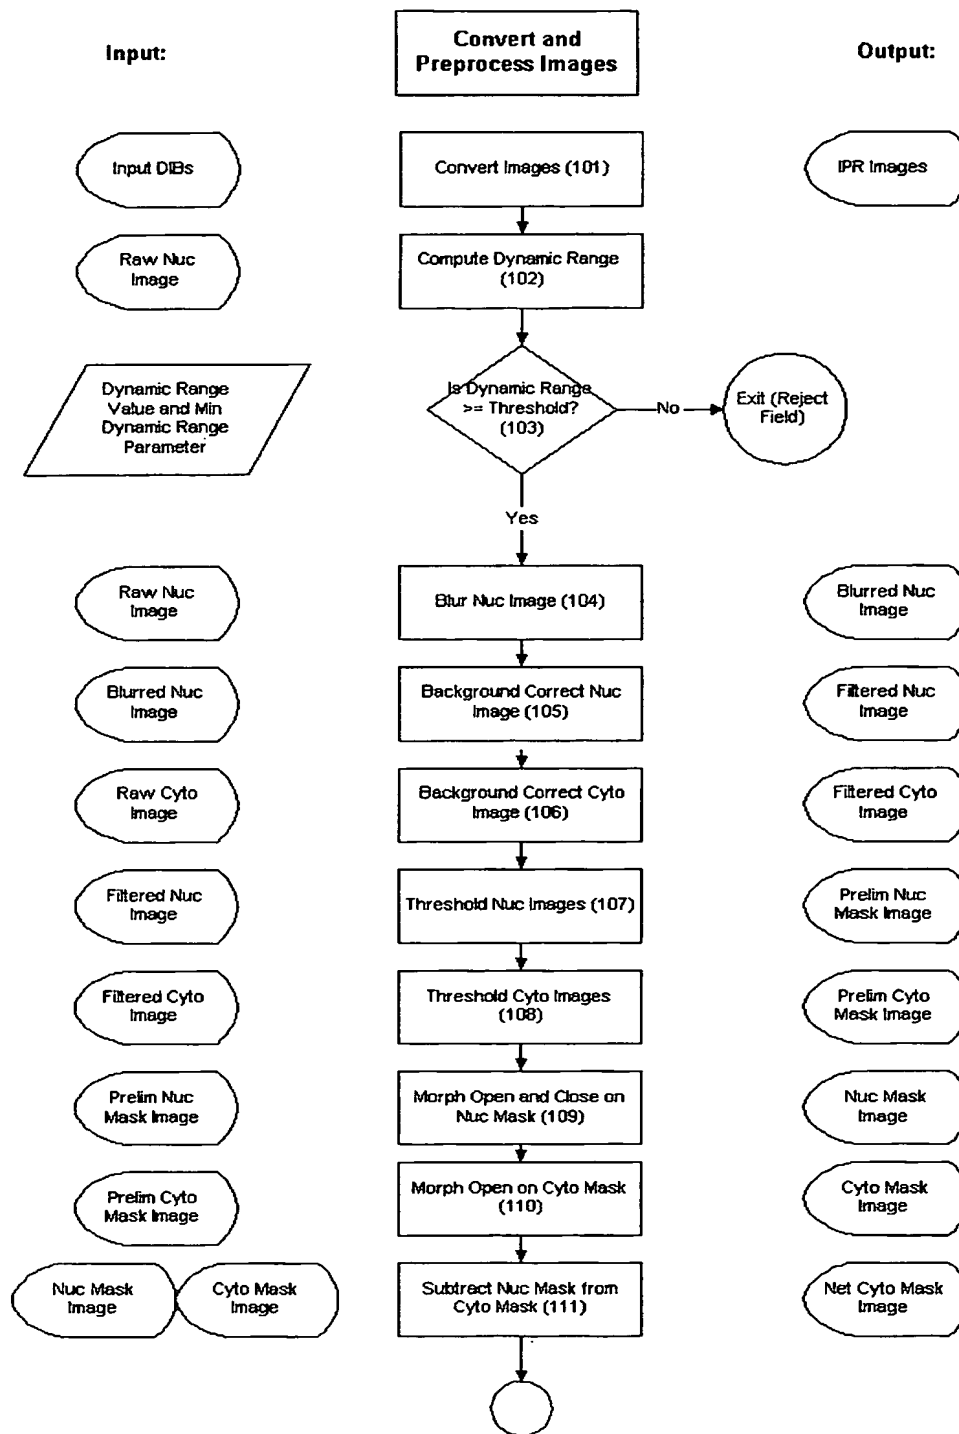 Input:
Convert and
Preprocess Images
Output:
Input DIBs
Convert Images (101)
IPR Images
Raw Nuc
Image
Compute Dynamic Range
(102)
Dynamic Range
Value and Min
Dynamic Range
Parameter
Is Dynamic Range
>= Threshold?
(103)
No
Exit (Reject
Field)
Yes
Raw Nuc
Image
Blur Nuc Image (104)
Blurred Nuc
Image
Blurred Nuc
Image
Background Correct Nuc
Image (105)
Filtered Nuc
Image
Raw Cyto
Image
Background Correct Cyto
Image (106)
Filtered Cyto
Image
Filtered Nuc
Image
Threshold Nuc Images (107)
Prelim Nuc
Mask Image
Filtered Cyto
Image
Threshold Cyto Images
(108)
Prelim Cyto
Mask Image
Prelim Nuc
Mask Image
Morph Open and Close on
Nuc Mask (109)
Nuc Mask
Image
Prelim Cyto
Mask Image
Morph Open on Cyto Mask
(110)
Cyto Mask
Image
Nuc Mask
Image
Cyto Mask
Image
Subtract Nuc Mask from
Cyto Mask (111)
Net Cyto Mask
Image